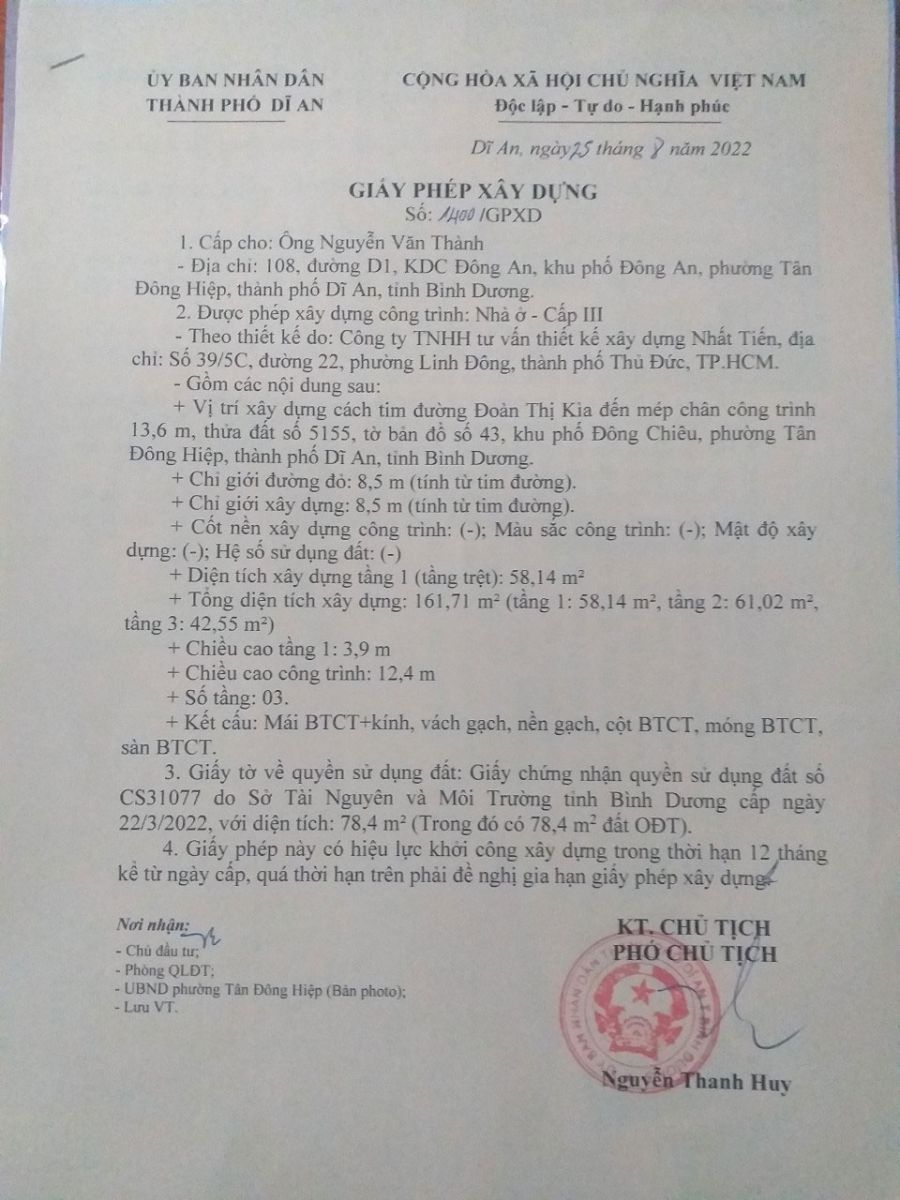 ỦY BAN NHÂN DÂN
THÀNH PHỐ DĨ AN
CỘNG HÒA XÃ HỘI CHỦ NGHĨA VIỆT NAM
Độc lập - Tự do - Hạnh phúc
Dĩ An, ngày 25 tháng 8 năm 2022
GIẤY PHÉP XÂY DỰNG
Số: 1400/GPXD
1. Cấp cho: Ông Nguyễn Văn Thành
- Địa chỉ: 108, đường D1, KDC Đông An, khu phố Đông An, phường Tân
Đông Hiệp, thành phố Dĩ An, tỉnh Bình Dương.
2. Được phép xây dựng công trình: Nhà ở - Cấp III
- Theo thiết kế do: Công ty TNHH tư vấn thiết kế xây dựng Nhất Tiến, địa
chỉ: Số 39/5C, đường 22, phường Linh Đông, thành phố Thủ Đức, TP.HCM.
- Gồm các nội dung sau:
+ Vị trí xây dựng cách tim đường Đoàn Thị Kìa đến mép chân công trình
13,6 m, thửa đất số 5155, tờ bản đồ số 43, khu phố Đông Chiêu, phường Tân
Đông Hiệp, thành phố Dĩ An, tỉnh Bình Dương.
+ Chỉ giới đường đỏ: 8,5 m (tính từ tim đường).
+ Chỉ giới xây dựng: 8,5 m (tính từ tim đường).
+ Cốt nền xây dựng công trình: (-); Màu sắc công trình: (-); Mật độ xây
dựng: (-); Hệ số sử dụng đất: (-)
+ Diện tích xây dựng tầng 1 (tầng trệt): 58,14 m²
+ Tổng diện tích xây dựng: 161,71 m² (tầng 1: 58,14 m², tầng 2: 61,02 m²,
tầng 3: 42,55 m²)
+ Chiều cao tầng 1: 3,9 m
+ Chiều cao công trình: 12,4 m
+ Số tầng: 03.
+ Kết cấu: Mái BTCT+kính, vách gạch, nền gạch, cột BTCT, móng BTCT,
sàn BTCT.
3. Giấy tờ về quyền sử dụng đất: Giấy chứng nhận quyền sử dụng đất số
CS31077 do Sở Tài Nguyên và Môi Trường tỉnh Bình Dương cấp ngày
22/3/2022, với diện tích: 78,4 m² (Trong đó có 78,4 m² đất OĐT).
4. Giấy phép này có hiệu lực khởi công xây dựng trong thời hạn 12 tháng
kể từ ngày cấp, quá thời hạn trên phải đề nghị gia hạn giấy phép xây dựng.
Nơi nhận:
- Chủ đầu tư;
- Phòng QLĐT;
- UBND phường Tân Đông Hiệp (Bản photo);
- Lưu VT.
KT. CHỦ TỊCH
PHÓ CHỦ TỊCH
Nguyễn Thanh Huy